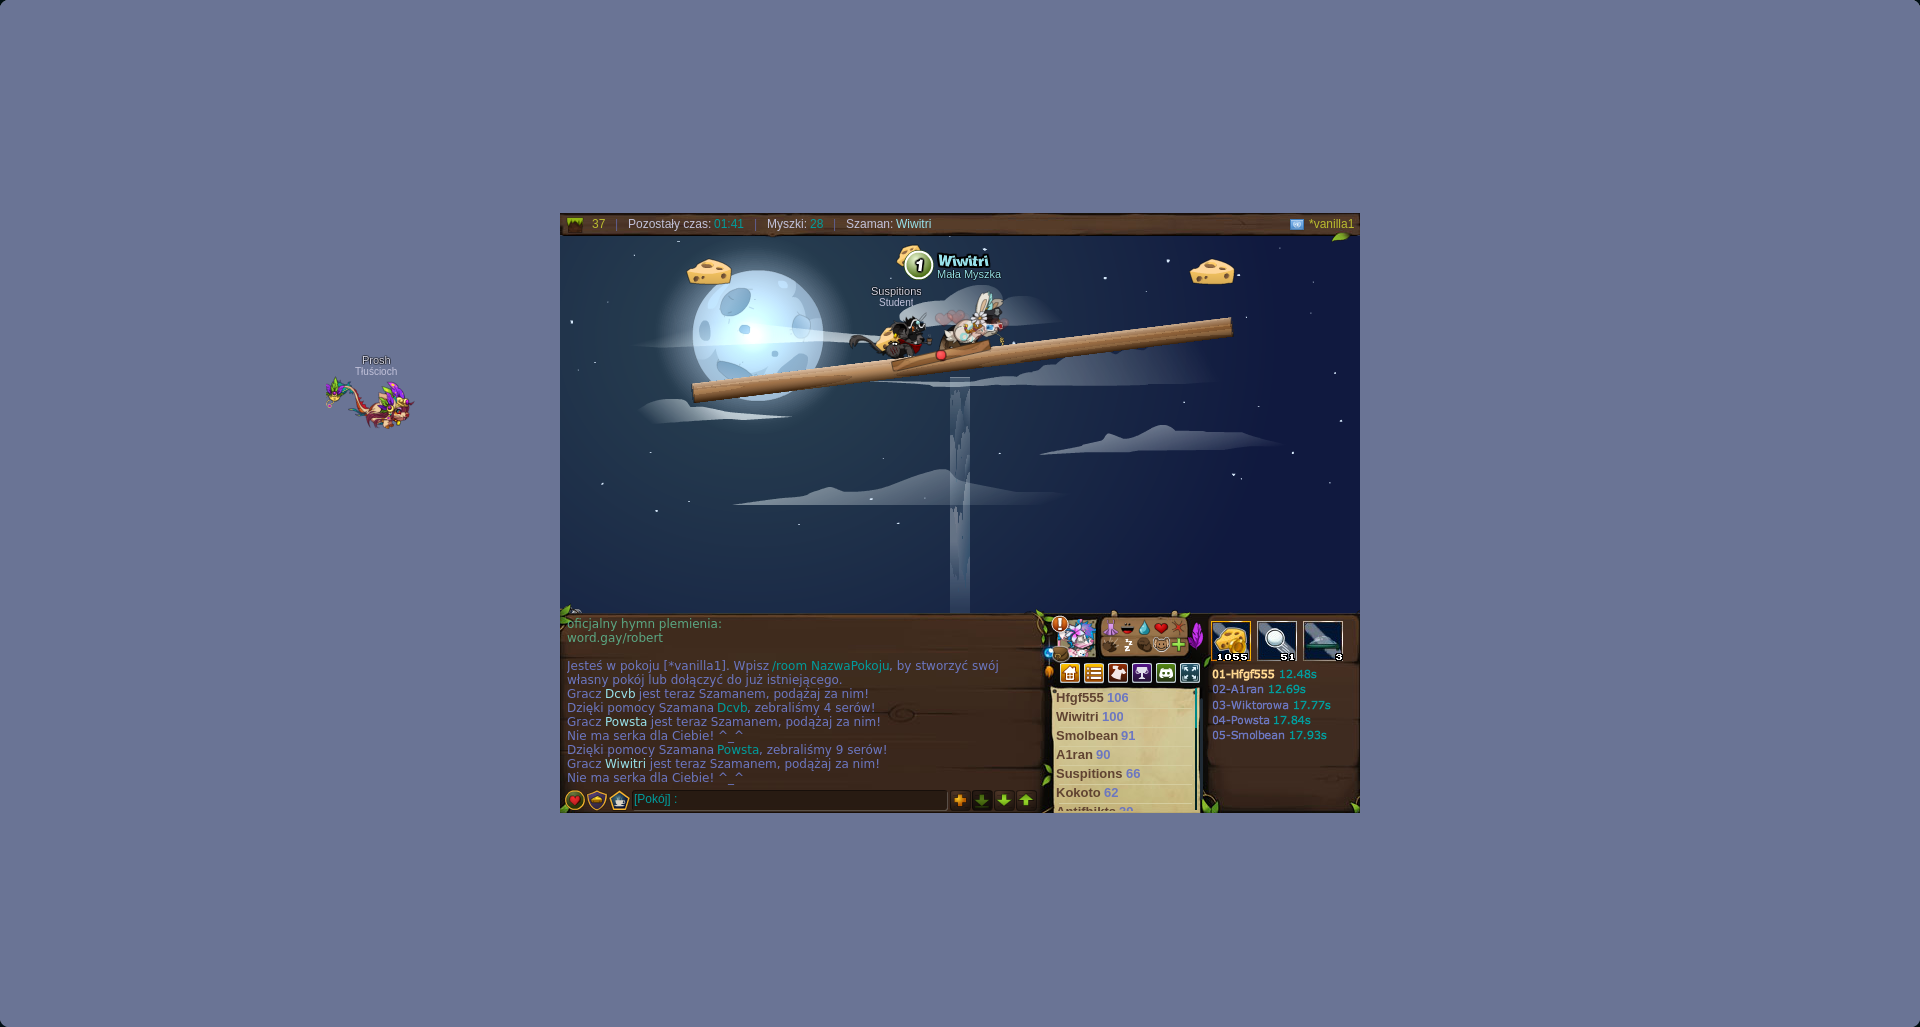 37 | Pozostały czas: 01:41 | Myszki: 28 | Szaman: Wiwitri
*vanilla1
1
Wiwitri
Mała Myszka
Suspitions
Student
Prosh
Tłuścioch
oficjalny hymn plemienia:
word.gay/robert
Jesteś w pokoju [*vanilla1]. Wpisz /room NazwaPokoju, by stworzyć swój
własny pokój lub dołączyć do już istniejącego.
Gracz Dcvb jest teraz Szamanem, podążaj za nim!
Dzięki pomocy Szamana Dcvb, zebraliśmy 4 serów!
Gracz Powsta jest teraz Szamanem, podążaj za nim!
Nie ma serka dla Ciebie! ^_^
Dzięki pomocy Szamana Powsta, zebraliśmy 9 serów!
Gracz Wiwitri jest teraz Szamanem, podążaj za nim!
Nie ma serka dla Ciebie! ^_^
[Pokój] :
Hfgf555 106
Wiwitri 100
Smolbean 91
A1ran 90
Suspitions 66
Kokoto 62
1055
51
3
01-Hfgf555 12.48s
02-A1ran 12.69s
03-Wiktorowa 17.77s
04-Powsta 17.84s
05-Smolbean 17.93s